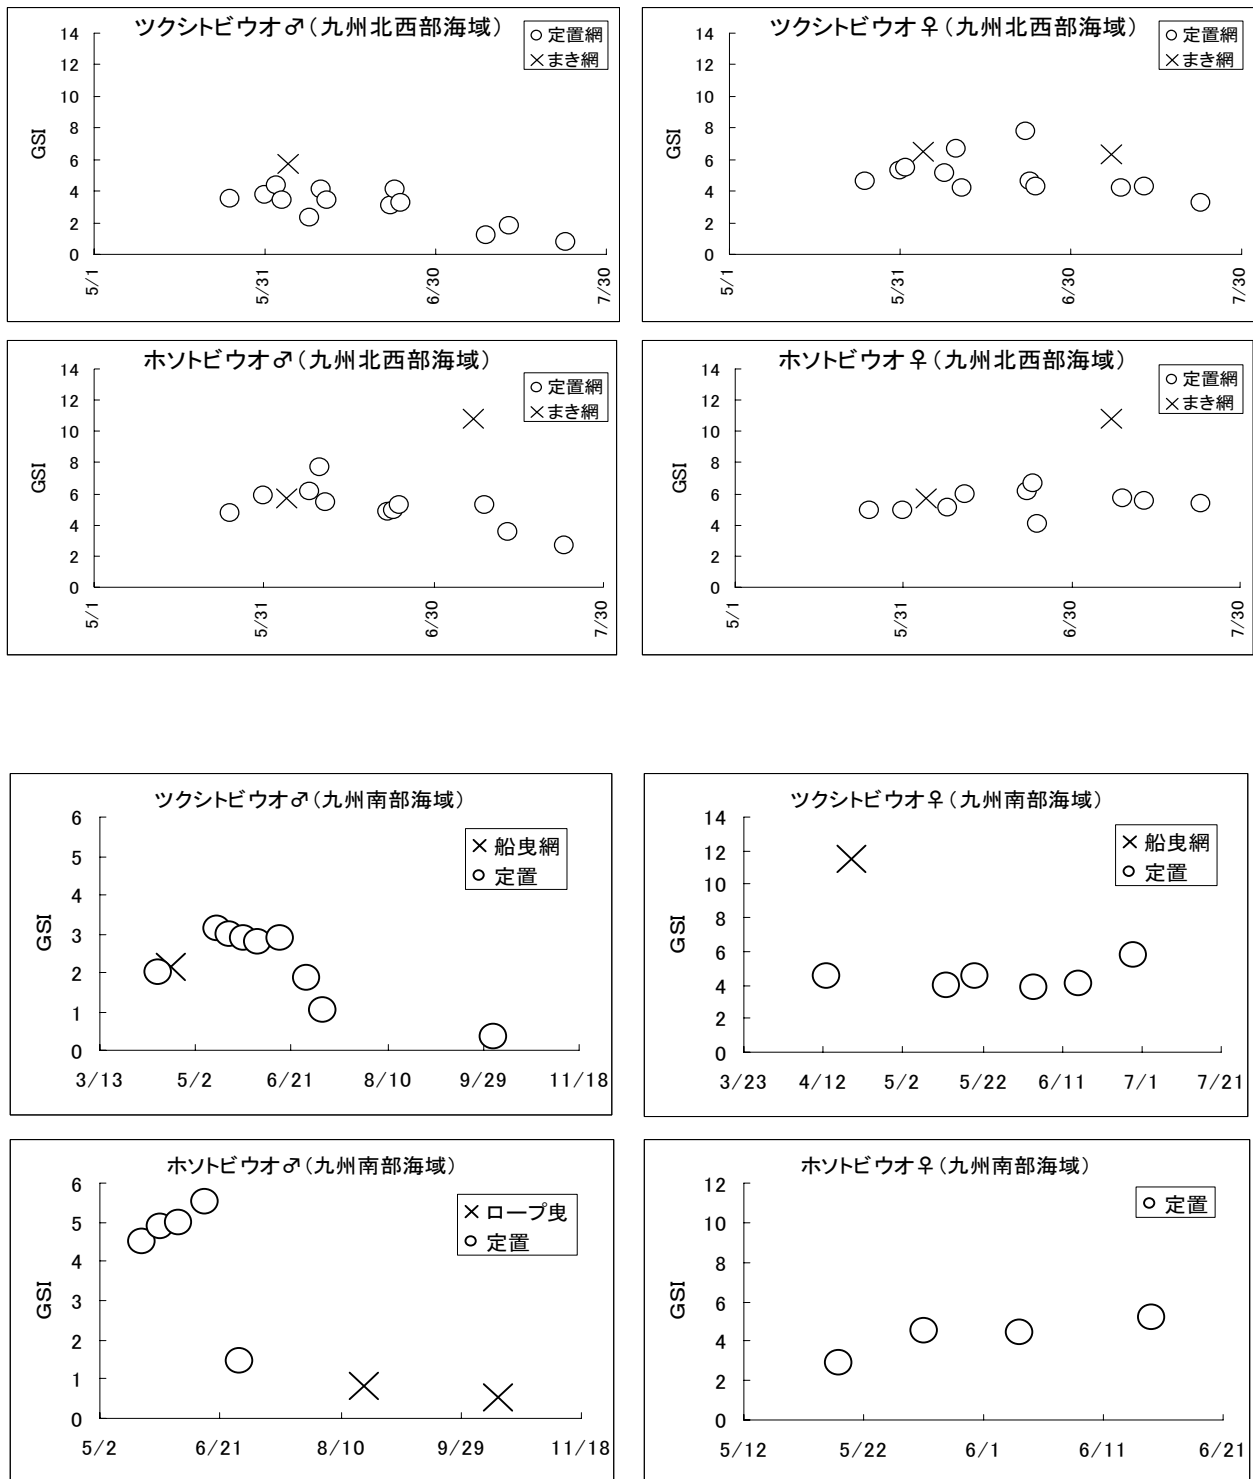 ツクシトビウオ♂(九州北西部海域)
○ 定置網
×まき網
GSI
14
12
10
8
6
4
2
0
5/1
5/31
6/30
7/30
ツクシトビウオ♀(九州北西部海域)
○ 定置網
×まき網
GSI
14
12
10
8
6
4
2
0
5/1
5/31
6/30
7/30
ホソトビウオ♂(九州北西部海域)
○ 定置網
×まき網
GSI
14
12
10
8
6
4
2
0
5/1
5/31
6/30
7/30
ホソトビウオ♀(九州北西部海域)
○ 定置網
×まき網
GSI
14
12
10
8
6
4
2
0
5/1
5/31
6/30
7/30
ツクシトビウオ♂(九州南部海域)
× 船曳網
○ 定置
GSI
6
5
4
3
2
1
0
3/13 5/2 6/21 8/10 9/29 11/18
ツクシトビウオ♀(九州南部海域)
× 船曳網
○ 定置
GSI
14
12
10
8
6
4
2
0
3/23 4/12 5/2 5/22 6/11 7/1 7/21
ホソトビウオ♂(九州南部海域)
× ロープ曳
○ 定置
GSI
6
5
4
3
2
1
0
5/2 6/21 8/10 9/29 11/18
ホソトビウオ♀(九州南部海域)
○ 定置
GSI
12
10
8
6
4
2
0
5/12 5/22 6/1 6/11 6/21